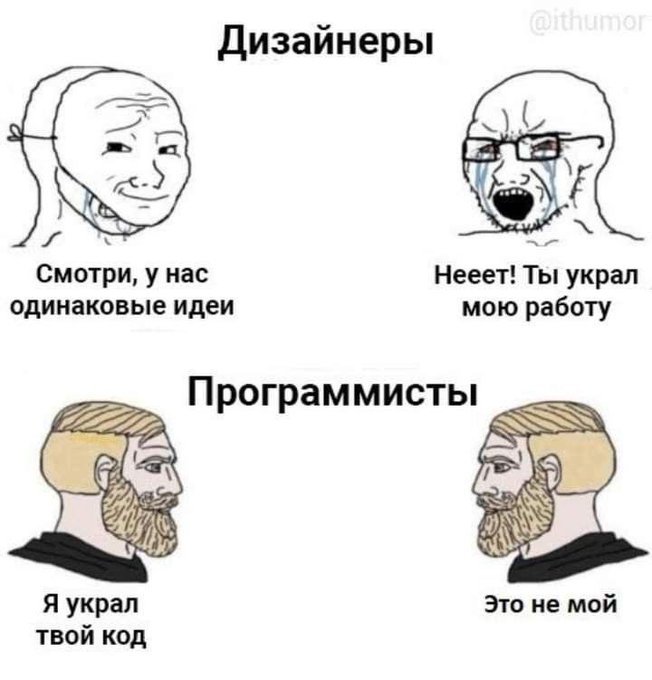 @ithumor
Дизайнеры
Смотри, у нас
одинаковые идеи
Нееет! Ты украл
мою работу
Программисты
Я украл
твой код
Это не мой